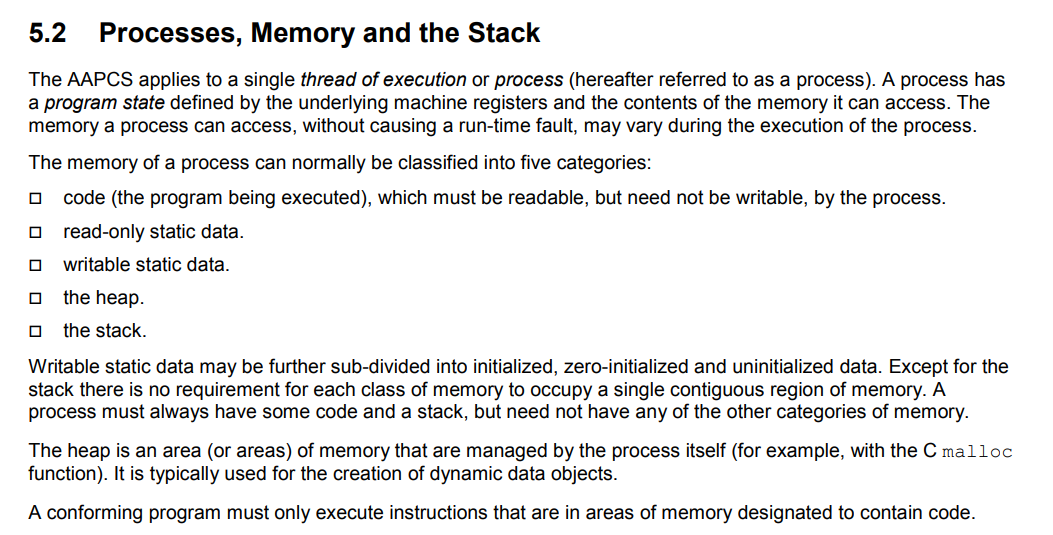 5.2 Processes, Memory and the Stack
The AAPCS applies to a single thread of execution or process (hereafter referred to as a process). A process has
a program state defined by the underlying machine registers and the contents of the memory it can access. The
memory a process can access, without causing a run-time fault, may vary during the execution of the process.
The memory of a process can normally be classified into five categories:
□ code (the program being executed), which must be readable, but need not be writable, by the process.
□ read-only static data.
□ writable static data.
□ the heap.
□ the stack.
Writable static data may be further sub-divided into initialized, zero-initialized and uninitialized data. Except for the
stack there is no requirement for each class of memory to occupy a single contiguous region of memory. A
process must always have some code and a stack, but need not have any of the other categories of memory.
The heap is an area (or areas) of memory that are managed by the process itself (for example, with the C malloc
function). It is typically used for the creation of dynamic data objects.
A conforming program must only execute instructions that are in areas of memory designated to contain code.